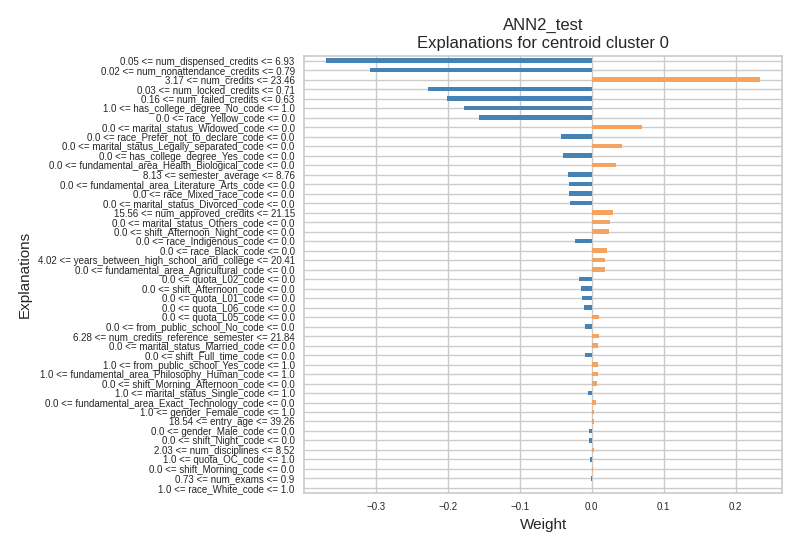 ANN2_test
Explanations for centroid cluster 0
Explanations
0.05 <= num_dispensed_credits <= 6.93
0.02 <= num_nonattendance_credits <= 0.79
3.17 <= num_credits <= 23.46
0.03 <= num_locked_credits <= 0.71
0.16 <= num_failed_credits <= 0.63
1.0 <= has_college_degree_No_code <= 1.0
0.0 <= race_Yellow_code <= 0.0
0.0 <= marital_status_Widowed_code <= 0.0
0.0 <= race_Prefer_not_to_declare_code <= 0.0
0.0 <= marital_status_Legally_separated_code <= 0.0
0.0 <= has_college_degree_Yes_code <= 0.0
0.0 <= fundamental_area_Health_Biological_code <= 0.0
8.13 <= semester_average <= 8.76
0.0 <= fundamental_area_Literature_Arts_code <= 0.0
0.0 <= race_Mixed_race_code <= 0.0
0.0 <= marital_status_Divorced_code <= 0.0
15.56 <= num_approved_credits <= 21.15
0.0 <= marital_status_Others_code <= 0.0
0.0 <= shift_Afternoon_Night_code <= 0.0
0.0 <= race_Indigenous_code <= 0.0
0.0 <= race_Black_code <= 0.0
4.02 <= years_between_high_school_and_college <= 20.41
0.0 <= fundamental_area_Agricultural_code <= 0.0
0.0 <= quota_L02_code <= 0.0
0.0 <= shift_Afternoon_code <= 0.0
0.0 <= quota_L01_code <= 0.0
0.0 <= quota_L06_code <= 0.0
0.0 <= quota_L05_code <= 0.0
0.0 <= from_public_school_No_code <= 0.0
6.28 <= num_credits_reference_semester <= 21.84
0.0 <= marital_status_Married_code <= 0.0
0.0 <= shift_Full_time_code <= 0.0
1.0 <= from_public_school_Yes_code <= 1.0
1.0 <= fundamental_area_Philosophy_Human_code <= 1.0
0.0 <= shift_Morning_Afternoon_code <= 0.0
1.0 <= marital_status_Single_code <= 1.0
0.0 <= fundamental_area_Exact_Technology_code <= 0.0
1.0 <= gender_Female_code <= 1.0
18.54 <= entry_age <= 39.26
0.0 <= gender_Male_code <= 0.0
0.0 <= shift_Night_code <= 0.0
2.03 <= num_disciplines <= 8.52
1.0 <= quota_OC_code <= 1.0
0.0 <= shift_Morning_code <= 0.0
0.73 <= num_exams <= 0.9
1.0 <= race_White_code <= 1.0
−0.3 −0.2 −0.1 0.0 0.1 0.2
Weight